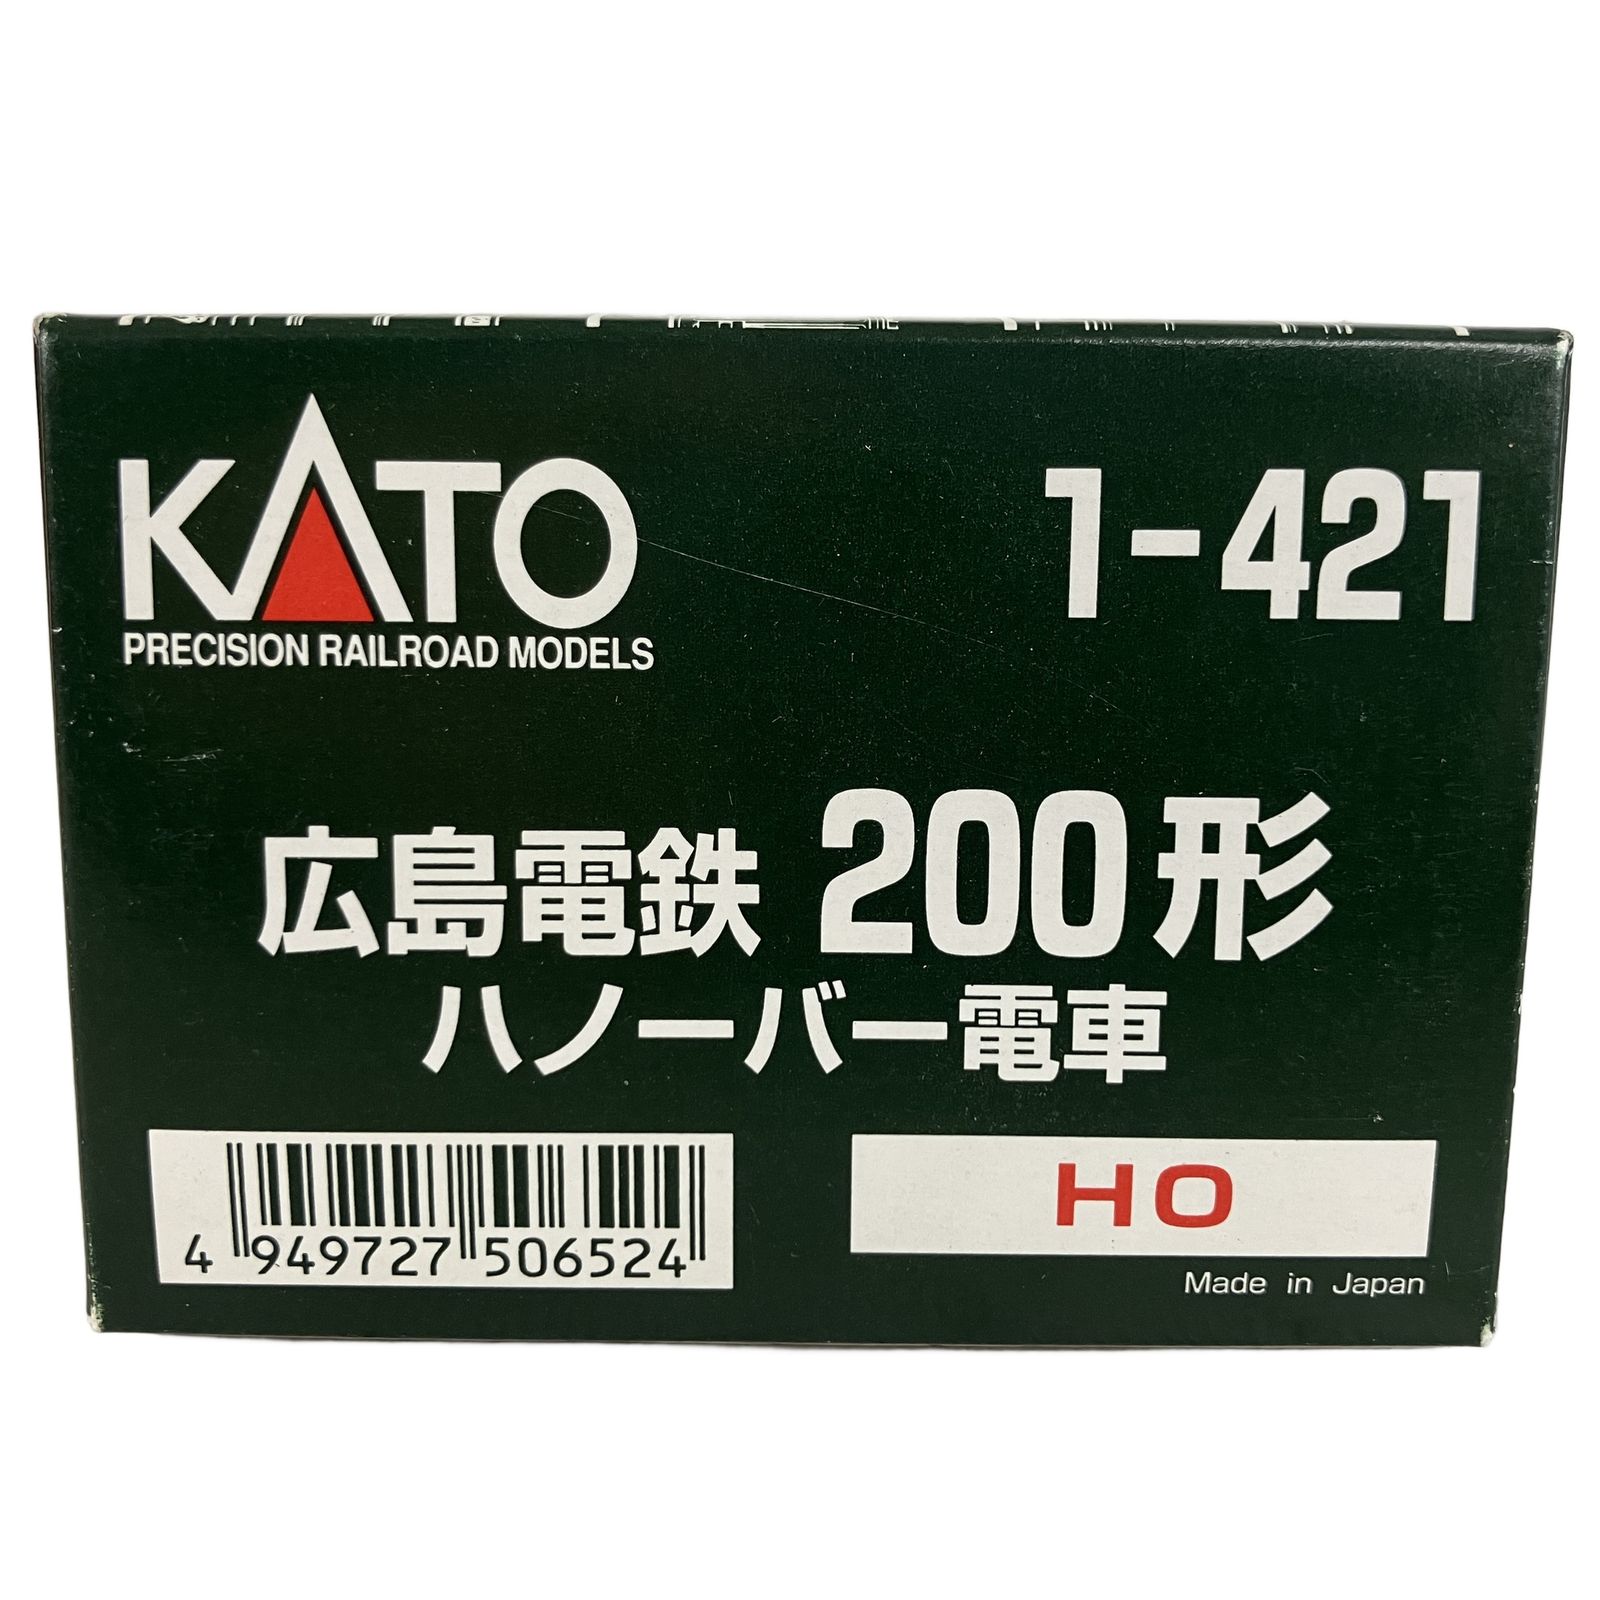 KATO 1-421
PRECISION RAILROAD MODELS
広島電鉄 200形
ハノーバー電車
HO
4 949727 506524
Made in Japan